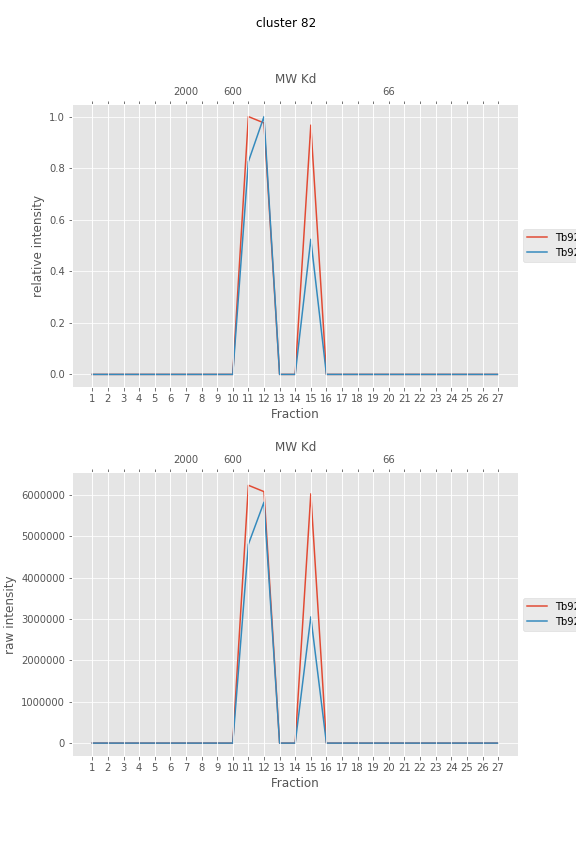 cluster 82
MW Kd
2000 600 66
1.0
0.8
0.6
0.4
0.2
0.0
relative intensity
Tb92
Tb92
1 2 3 4 5 6 7 8 9 10 11 12 13 14 15 16 17 18 19 20 21 22 23 24 25 26 27
Fraction
MW Kd
2000 600 66
6000000
5000000
4000000
3000000
2000000
1000000
0
raw intensity
Tb92
Tb92
1 2 3 4 5 6 7 8 9 10 11 12 13 14 15 16 17 18 19 20 21 22 23 24 25 26 27
Fraction